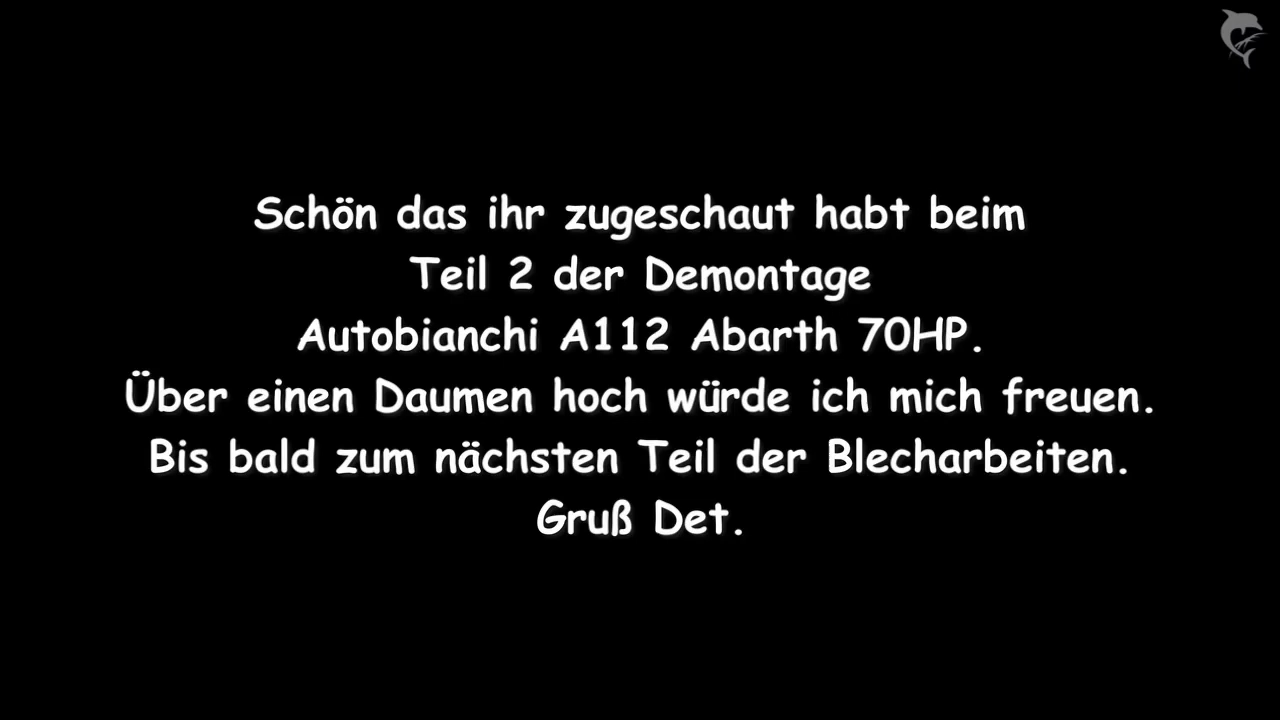 Schön das ihr zugeschaut habt beim
Teil 2 der Demontage
Autobianchi A112 Abarth 70HP.
Über einen Daumen hoch würde ich mich freuen.
Bis bald zum nächsten Teil der Blecharbeiten.
Gruß Det.